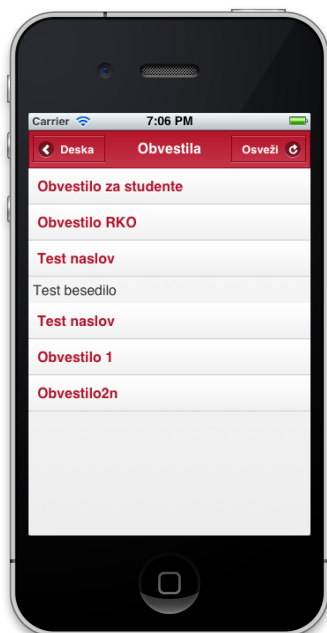 Carrier 7:06 PM
Deska Obvestila Osveži
Obvestilo za studente
Obvestilo RKO
Test naslov
Test besedilo
Test naslov
Obvestilo 1
Obvestilo2n